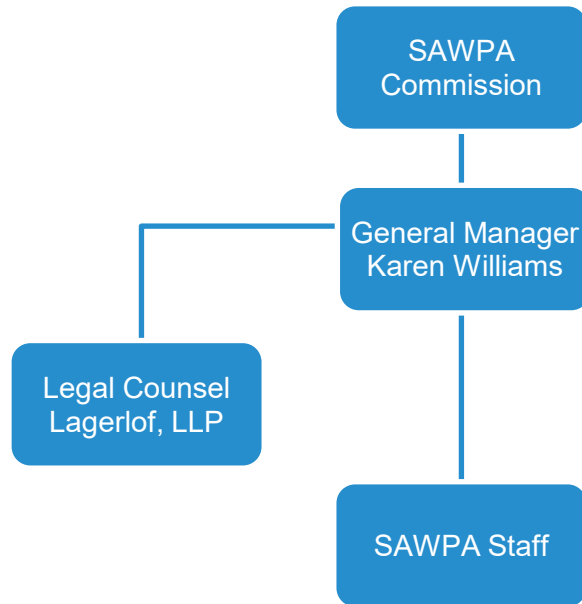 SAWPA
Commission
General Manager
Karen Williams
Legal Counsel
Lagerlof, LLP
SAWPA Staff